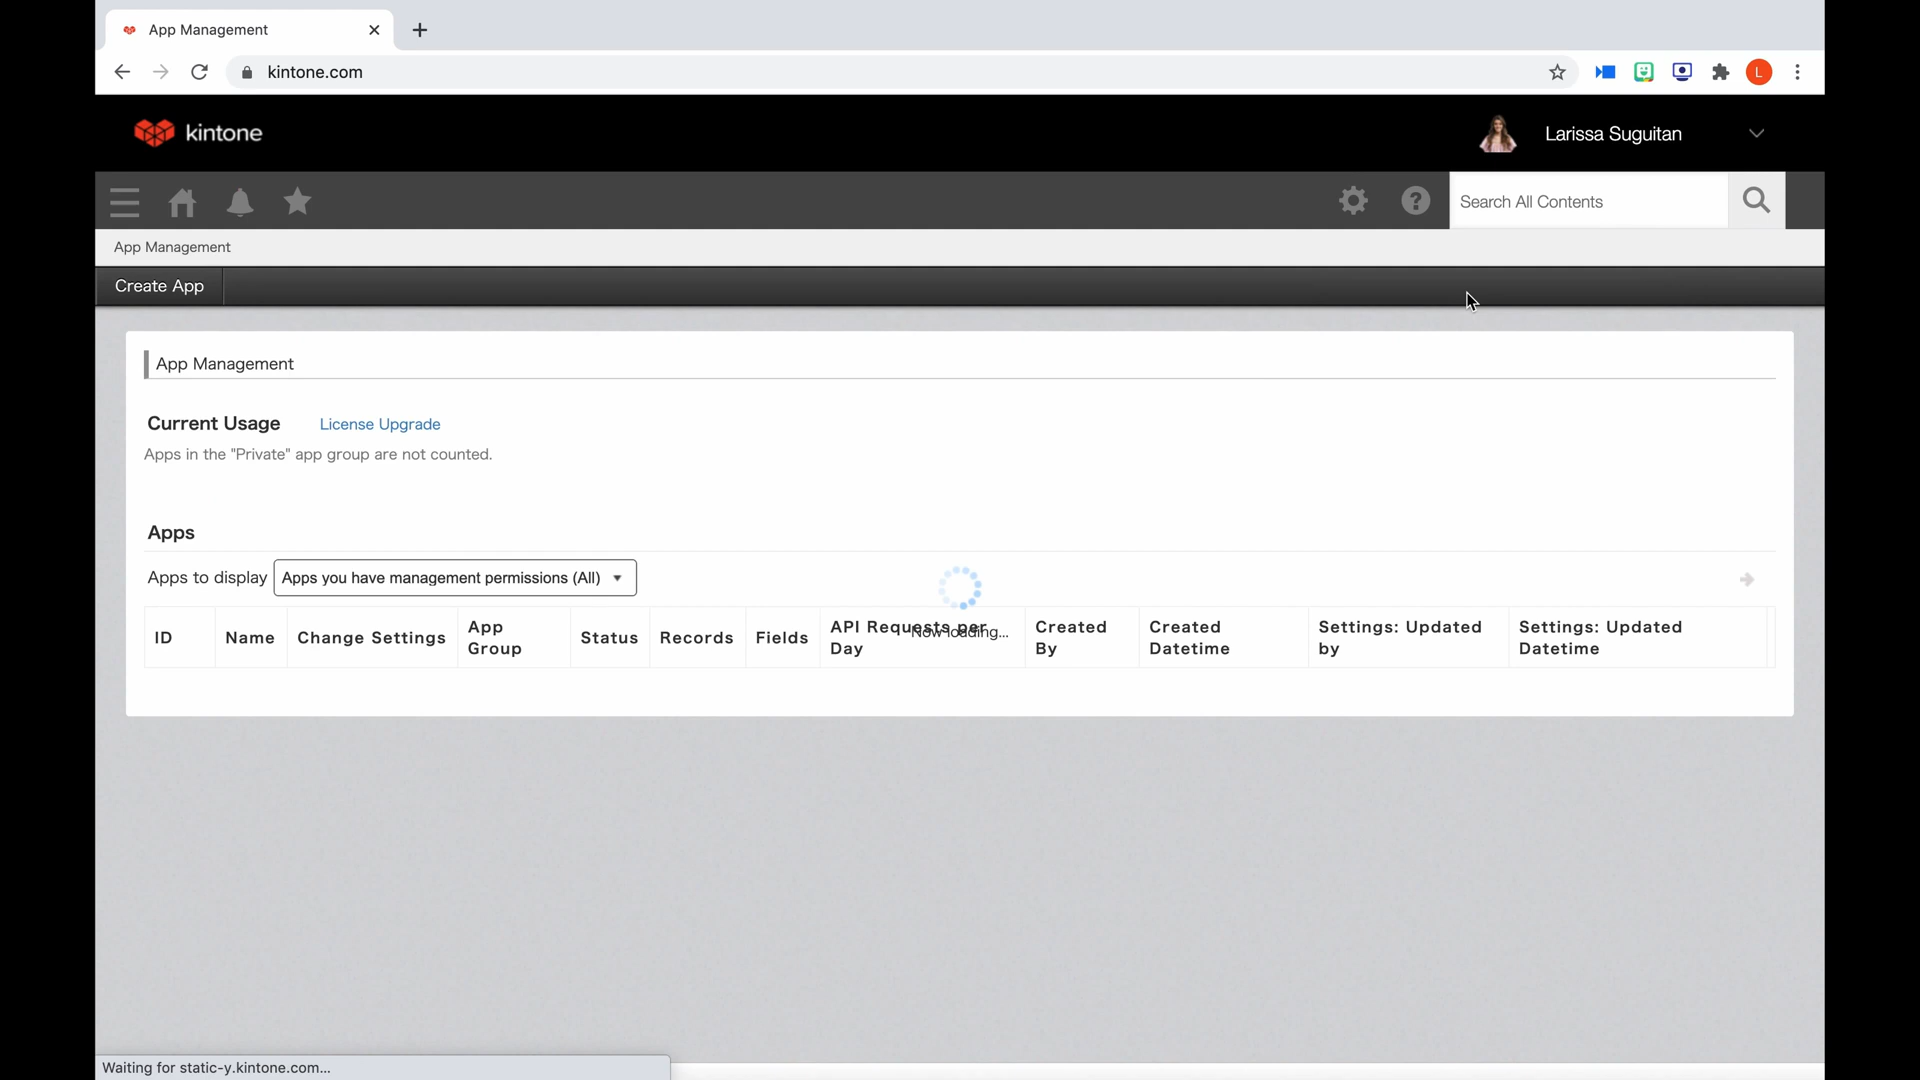 App Management
kintone.com
L
kintone
Larissa Suguitan
Search All Contents
App Management
Create App
App Management
Current Usage
License Upgrade
Apps in the "Private" app group are not counted.
Apps
Apps to display
Apps you have management permissions (All)
ID
Name
Change Settings
App
Group
Status
Records
Fields
API Requests per
Day
Now loading...
Created
By
Created
Datetime
Settings: Updated
by
Settings: Updated
Datetime
Waiting for static-y.kintone.com...